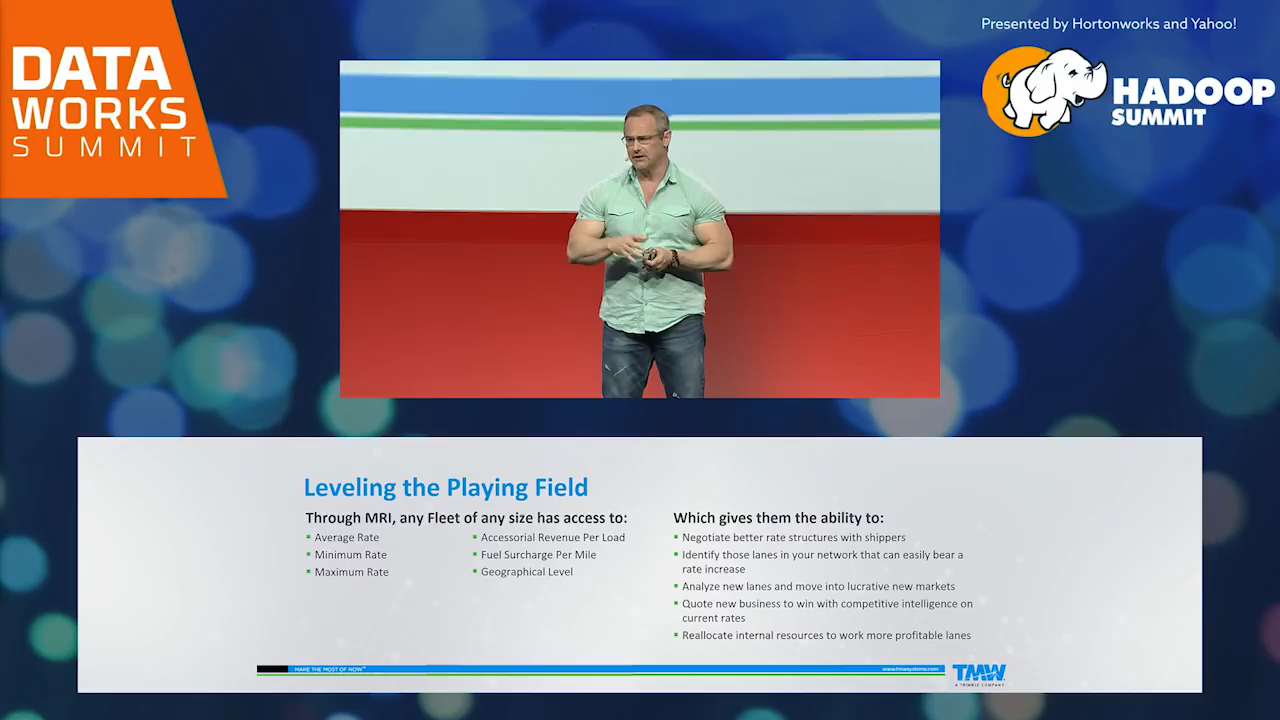 Presented by Hortonworks and Yahoo!
DATA
WORKS
SUMMIT
HADOOP
SUMMIT
Leveling the Playing Field
Through MRI, any Fleet of any size has access to:
▪ Average Rate
▪ Minimum Rate
▪ Maximum Rate
▪ Accessorial Revenue Per Load
▪ Fuel Surcharge Per Mile
▪ Geographical Level
Which gives them the ability to:
▪ Negotiate better rate structures with shippers
▪ Identify those lanes in your network that can easily bear a
rate increase
▪ Analyze new lanes and move into lucrative new markets
▪ Quote new business to win with competitive intelligence on
current rates
▪ Reallocate internal resources to work more profitable lanes
MAKE THE MOST OF NOW™
www.tmwsystems.com
TMW
A TRIMBLE COMPANY